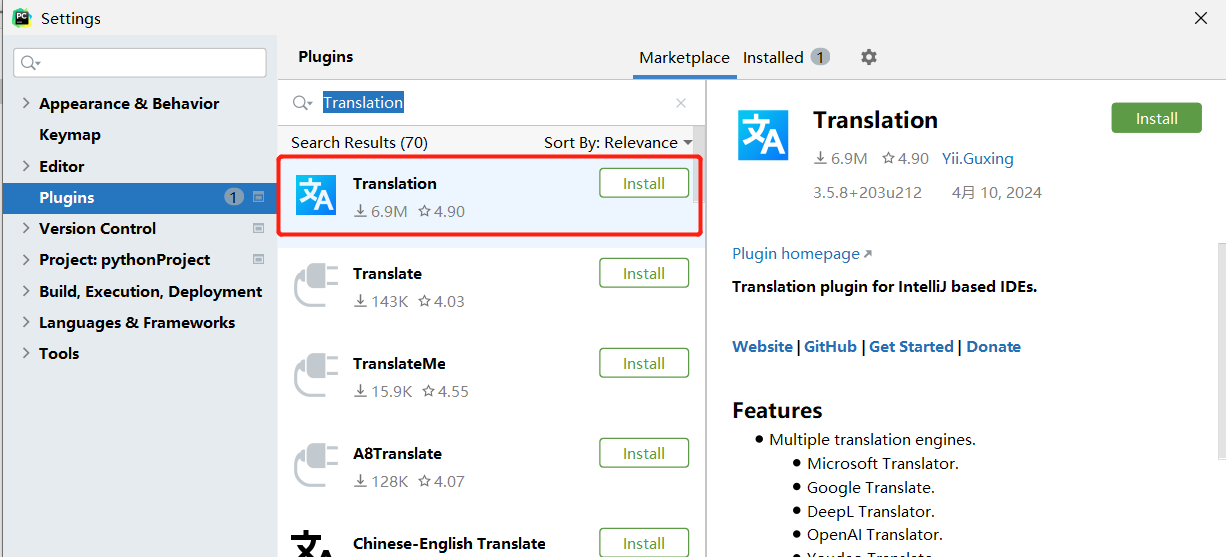 PC
Settings
Plugins
Marketplace
Installed 1
Appearance & Behavior
Keymap
Editor
Plugins 1
Version Control
Project: pythonProject
Build, Execution, Deployment
Languages & Frameworks
Tools
Translation
Search Results (70)
Sort By: Relevance
文A
Translation
Install
6.9M 4.90
Translate
Install
143K 4.03
TranslateMe
Install
15.9K 4.55
A8Translate
Install
128K 4.07
Chinese-English Translate
Install
文A
Translation
Install
6.9M 4.90 Yii.Guxing
3.5.8+203u212 4月 10, 2024
Plugin homepage
Translation plugin for IntelliJ based IDEs.
Website | GitHub | Get Started | Donate
Features
Multiple translation engines.
Microsoft Translator.
Google Translate.
DeepL Translator.
OpenAI Translator.